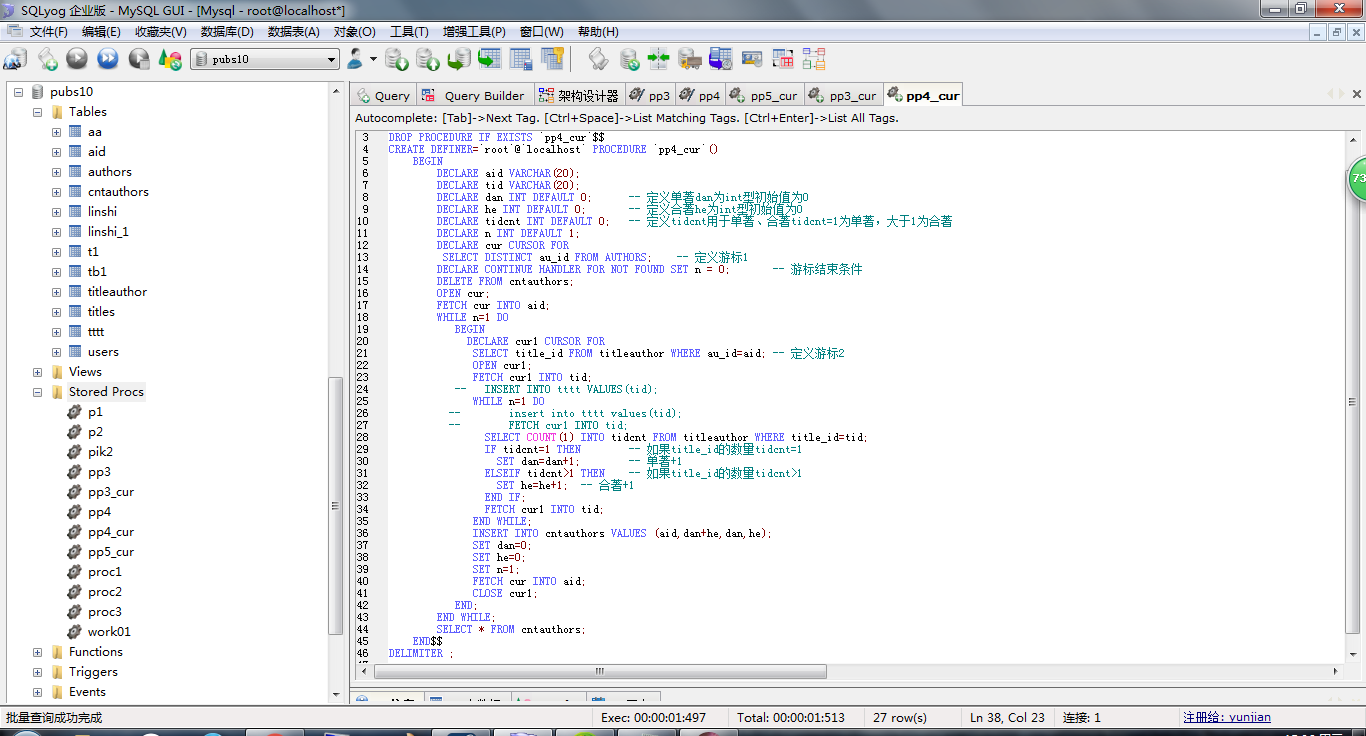 SQLyog 企业版 - MySQL GUI - [Mysql - root@localhost*]
文件(F) 编辑(E) 收藏夹(V) 数据库(D) 数据表(A) 对象(O) 工具(T) 增强工具(P) 窗口(W) 帮助(H)
pubs10
pubs10
Tables
aa
aid
authors
cntauthors
linshi
linshi_1
t1
tb1
titleauthor
titles
tttt
users
Views
Stored Procs
p1
p2
pik2
pp3
pp3_cur
pp4
pp4_cur
pp5_cur
proc1
proc2
proc3
work01
Functions
Triggers
Events
Query Query Builder 架构设计器 pp3 pp4 pp5_cur pp3_cur pp4_cur
Autocomplete: [Tab]->Next Tag. [Ctrl+Space]->List Matching Tags. [Ctrl+Enter]->List All Tags.
3 DROP PROCEDURE IF EXISTS `pp4_cur`$$
4 CREATE DEFINER=`root`@`localhost` PROCEDURE `pp4_cur`()
5 BEGIN
6 DECLARE aid VARCHAR(20);
7 DECLARE tid VARCHAR(20);
8 DECLARE dan INT DEFAULT 0; -- 定义单著dan为int型初始值为0
9 DECLARE he INT DEFAULT 0; -- 定义合著he为int型初始值为0
10 DECLARE tidcnt INT DEFAULT 0; -- 定义tidcnt用于单著、合著tidcnt=1为单著，大于1为合著
11 DECLARE n INT DEFAULT 1;
12 DECLARE cur CURSOR FOR
13 SELECT DISTINCT au_id FROM AUTHORS; -- 定义游标1
14 DECLARE CONTINUE HANDLER FOR NOT FOUND SET n = 0; -- 游标结束条件
15 DELETE FROM cntauthors;
16 OPEN cur;
17 FETCH cur INTO aid;
18 WHILE n=1 DO
19 BEGIN
20 DECLARE cur1 CURSOR FOR
21 SELECT title_id FROM titleauthor WHERE au_id=aid; -- 定义游标2
22 OPEN cur1;
23 FETCH cur1 INTO tid;
24 -- INSERT INTO tttt VALUES(tid);
25 WHILE n=1 DO
26 -- insert into tttt values(tid);
27 -- FETCH cur1 INTO tid;
28 SELECT COUNT(1) INTO tidcnt FROM titleauthor WHERE title_id=tid;
29 IF tidcnt=1 THEN -- 如果title_id的数量tidcnt=1
30 SET dan=dan+1; -- 单著+1
31 ELSEIF tidcnt>1 THEN -- 如果title_id的数量tidcnt>1
32 SET he=he+1; -- 合著+1
33 END IF;
34 FETCH cur1 INTO tid;
35 END WHILE;
36 INSERT INTO cntauthors VALUES (aid,dan+he,dan,he);
37 SET dan=0;
38 SET he=0;
39 SET n=1;
40 FETCH cur INTO aid;
41 CLOSE cur1;
42 END;
43 END WHILE;
44 SELECT * FROM cntauthors;
45 END$$
46 DELIMITER ;
73
批量查询成功完成 Exec: 00:00:01:497 Total: 00:00:01:513 27 row(s) Ln 38, Col 23 连接: 1 注册给: yunjian